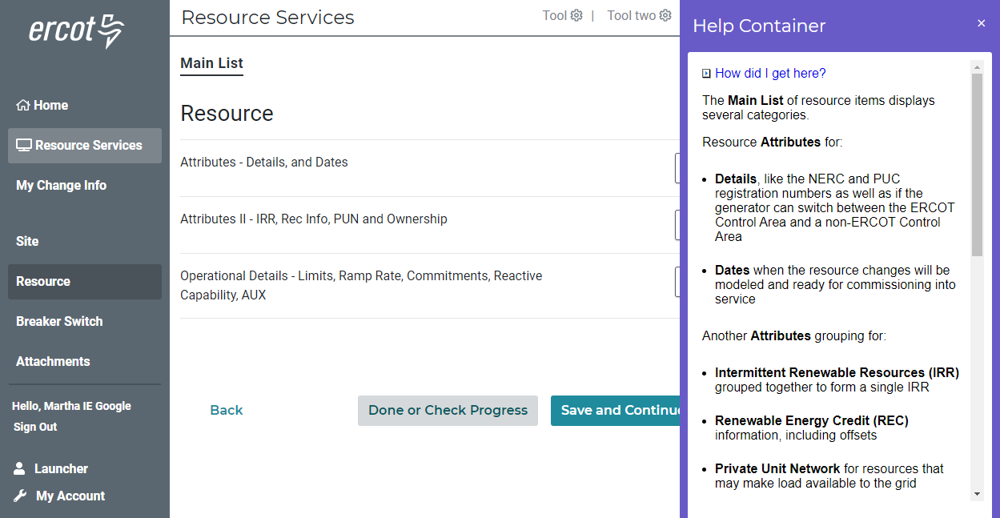 ercot
Home
Resource Services
My Change Info
Site
Resource
Breaker Switch
Attachments
Hello, Martha IE Google
Sign Out
Launcher
My Account
Resource Services
Tool | Tool two
Main List
Resource
Attributes - Details, and Dates
Attributes II - IRR, Rec Info, PUN and Ownership
Operational Details - Limits, Ramp Rate, Commitments, Reactive
Capability, AUX
Back
Done or Check Progress
Save and Continue
Help Container
×
How did I get here?
The Main List of resource items displays
several categories.
Resource Attributes for:
• Details, like the NERC and PUC
registration numbers as well as if the
generator can switch between the ERCOT
Control Area and a non-ERCOT Control
Area
• Dates when the resource changes will be
modeled and ready for commissioning into
service
Another Attributes grouping for:
• Intermittent Renewable Resources (IRR)
grouped together to form a single IRR
• Renewable Energy Credit (REC)
information, including offsets
• Private Unit Network for resources that
may make load available to the grid